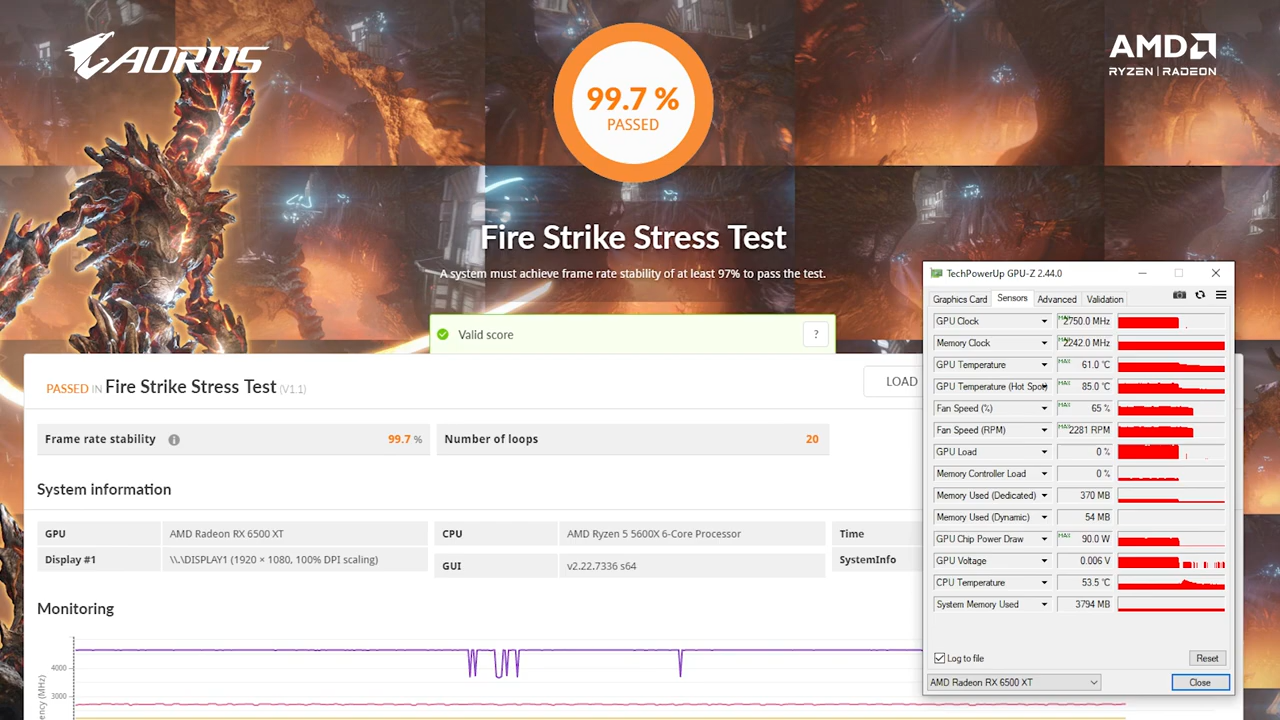 AORUS
AMD
RYZEN | RADEON
99.7 %
PASSED
Fire Strike Stress Test
A system must achieve frame rate stability of at least 97% to pass the test.
Valid score
?
PASSED IN Fire Strike Stress Test (V1.1)
LOAD
Frame rate stability i 99.7 %
Number of loops 20
System information
GPU AMD Radeon RX 6500 XT
Display #1 \\.\DISPLAY1 (1920 × 1080, 100% DPI scaling)
CPU AMD Ryzen 5 5600X 6-Core Processor
GUI v2.22.7336 s64
Time
SystemInfo
Monitoring
4000
3000
ency (MHz)
TechPowerUp GPU-Z 2.44.0
Graphics Card Sensors Advanced Validation
GPU Clock MAX 2750.0 MHz
Memory Clock MAX 2242.0 MHz
GPU Temperature MAX 61.0 °C
GPU Temperature (Hot Spot) MAX 85.0 °C
Fan Speed (%) MAX 65 %
Fan Speed (RPM) MAX 2281 RPM
GPU Load 0 %
Memory Controller Load 0 %
Memory Used (Dedicated) 370 MB
Memory Used (Dynamic) 54 MB
GPU Chip Power Draw MAX 90.0 W
GPU Voltage 0.006 V
CPU Temperature 53.5 °C
System Memory Used 3794 MB
Log to file
Reset
AMD Radeon RX 6500 XT
Close